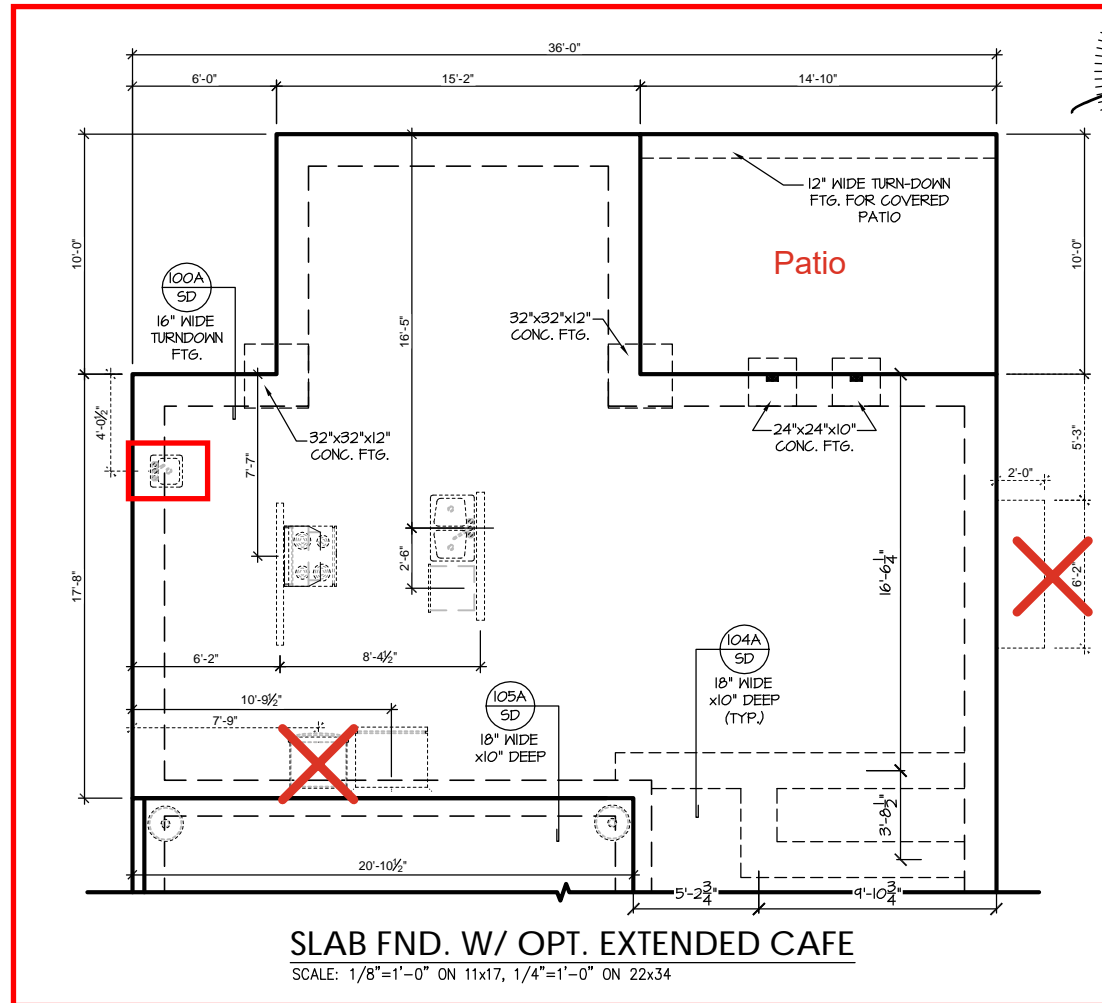 36'-0"
6'-0"
15'-2"
14'-10"
12" WIDE TURN-DOWN
FTG. FOR COVERED
PATIO
Patio
10'-0"
10'-0"
100A
SD
16" WIDE
TURNDOWN
FTG.
16'-5"
32"x32"x12"
CONC. FTG.
4'-0½"
32"x32"x12"
CONC. FTG.
7'-7"
24"x24"x10"
CONC. FTG.
5'-3"
2'-0"
17'-8"
2'-6"
16'-6¼"
6'-2"
6'-2"
8'-4½"
104A
SD
18" WIDE
x10" DEEP
(TYP.)
10'-9½"
7'-9"
105A
SD
18" WIDE
x10" DEEP
3'-8½"
20'-10½"
5'-2¾"
9'-10¾"
SLAB FND. W/ OPT. EXTENDED CAFE
SCALE: 1/8"=1'-0" ON 11x17, 1/4"=1'-0" ON 22x34